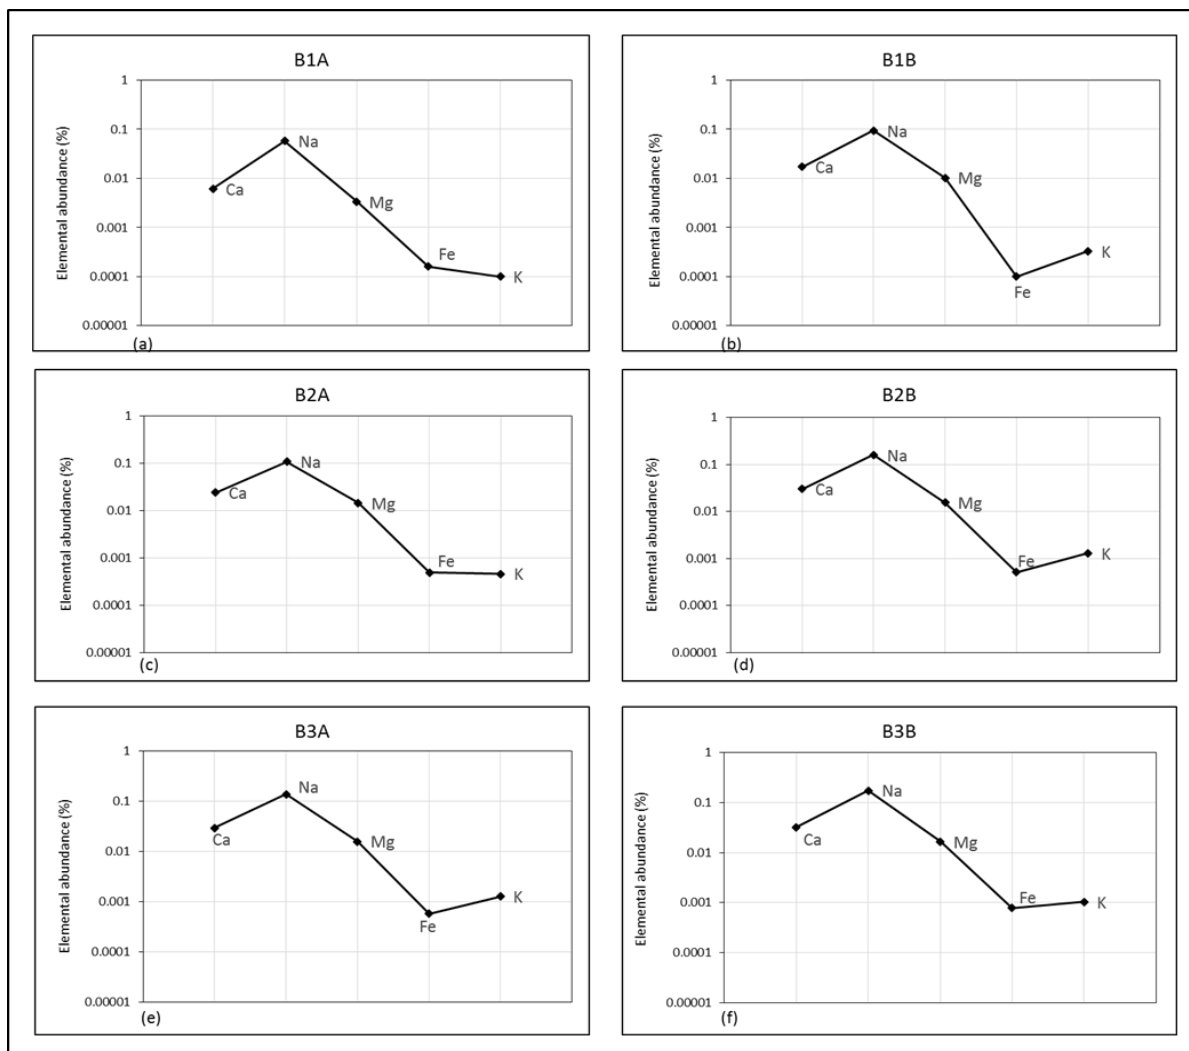 B1A
Elemental abundance (%)
1
0.1
0.01
0.001
0.0001
0.00001
Ca
Na
Mg
Fe
K
(a)
B1B
Elemental abundance (%)
1
0.1
0.01
0.001
0.0001
0.00001
Ca
Na
Mg
Fe
K
(b)
B2A
Elemental abundance (%)
1
0.1
0.01
0.001
0.0001
0.00001
Ca
Na
Mg
Fe
K
(c)
B2B
Elemental abundance (%)
1
0.1
0.01
0.001
0.0001
0.00001
Ca
Na
Mg
Fe
K
(d)
B3A
Elemental abundance (%)
1
0.1
0.01
0.001
0.0001
0.00001
Ca
Na
Mg
Fe
K
(e)
B3B
Elemental abundance (%)
1
0.1
0.01
0.001
0.0001
0.00001
Ca
Na
Mg
Fe
K
(f)